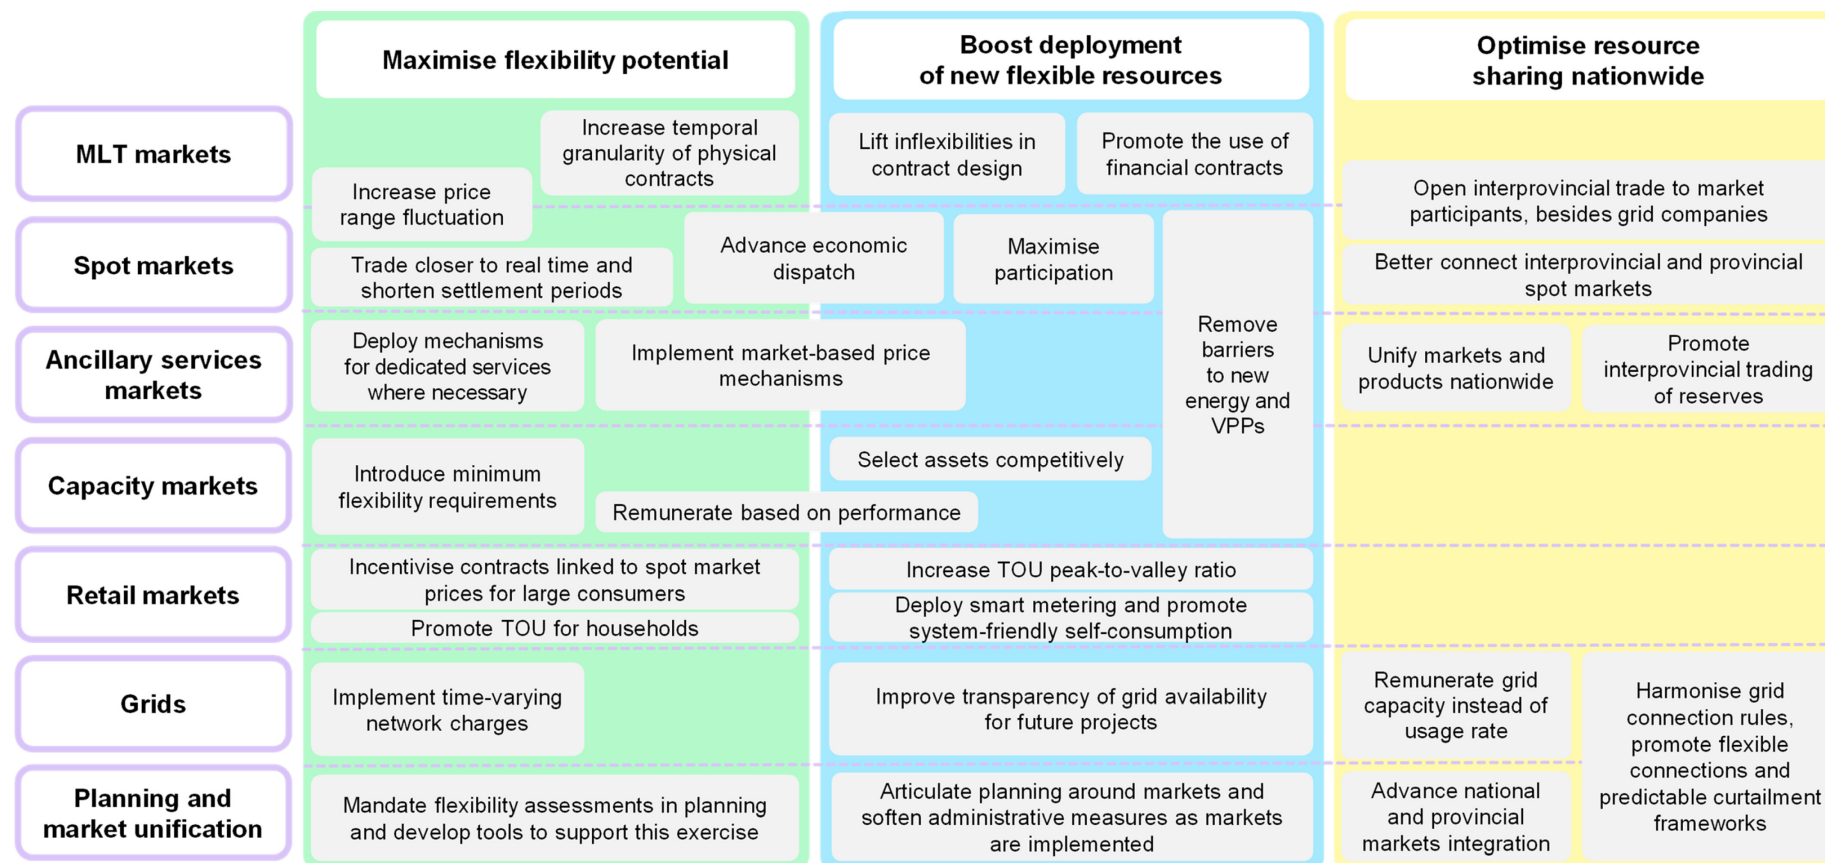 Maximise flexibility potential
Boost deployment
of new flexible resources
Optimise resource
sharing nationwide
MLT markets
Increase temporal
granularity of physical
contracts
Increase price
range fluctuation
Lift inflexibilities in
contract design
Promote the use of
financial contracts
Open interprovincial trade to market
participants, besides grid companies
Spot markets
Trade closer to real time and
shorten settlement periods
Advance economic
dispatch
Maximise
participation
Remove
barriers
to new
energy and
VPPs
Better connect interprovincial and provincial
spot markets
Ancillary services
markets
Deploy mechanisms
for dedicated services
where necessary
Implement market-based price
mechanisms
Unify markets and
products nationwide
Promote
interprovincial trading
of reserves
Capacity markets
Introduce minimum
flexibility requirements
Remunerate based on performance
Select assets competitively
Retail markets
Incentivise contracts linked to spot market
prices for large consumers
Promote TOU for households
Increase TOU peak-to-valley ratio
Deploy smart metering and promote
system-friendly self-consumption
Grids
Implement time-varying
network charges
Improve transparency of grid availability
for future projects
Remunerate grid
capacity instead of
usage rate
Harmonise grid
connection rules,
promote flexible
connections and
predictable curtailment
frameworks
Planning and
market unification
Mandate flexibility assessments in planning
and develop tools to support this exercise
Articulate planning around markets and
soften administrative measures as markets
are implemented
Advance national
and provincial
markets integration